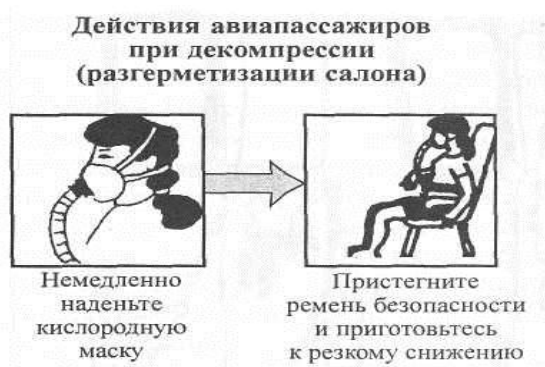 Действия авиапассажиров
при декомпрессии
(разгерметизации салона)
Немедленно
наденьте
кислородную
маску
Пристегните
ремень безопасности
и приготовьтесь
к резкому снижению